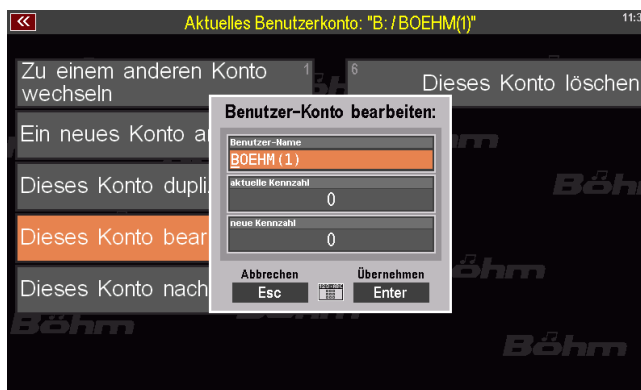 Aktuelles Benutzerkonto: "B: / BOEHM(1)"
11:3
Zu einem anderen Konto
wechseln
1
6
Dieses Konto löschen
Ein neues Konto a
Dieses Konto dupli
Dieses Konto bear
Dieses Konto nach
Benutzer-Konto bearbeiten:
Benutzer-Name
BOEHM(1)
aktuelle Kennzahl
0
neue Kennzahl
0
Abbrechen
Übernehmen
Esc
Enter
Böhm
Böhm